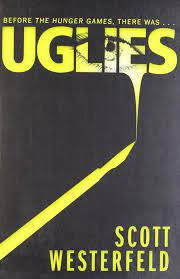 BEFORE THE HUNGER GAMES, THERE WAS . . .
UGLIES
SCOTT
WESTERFELD